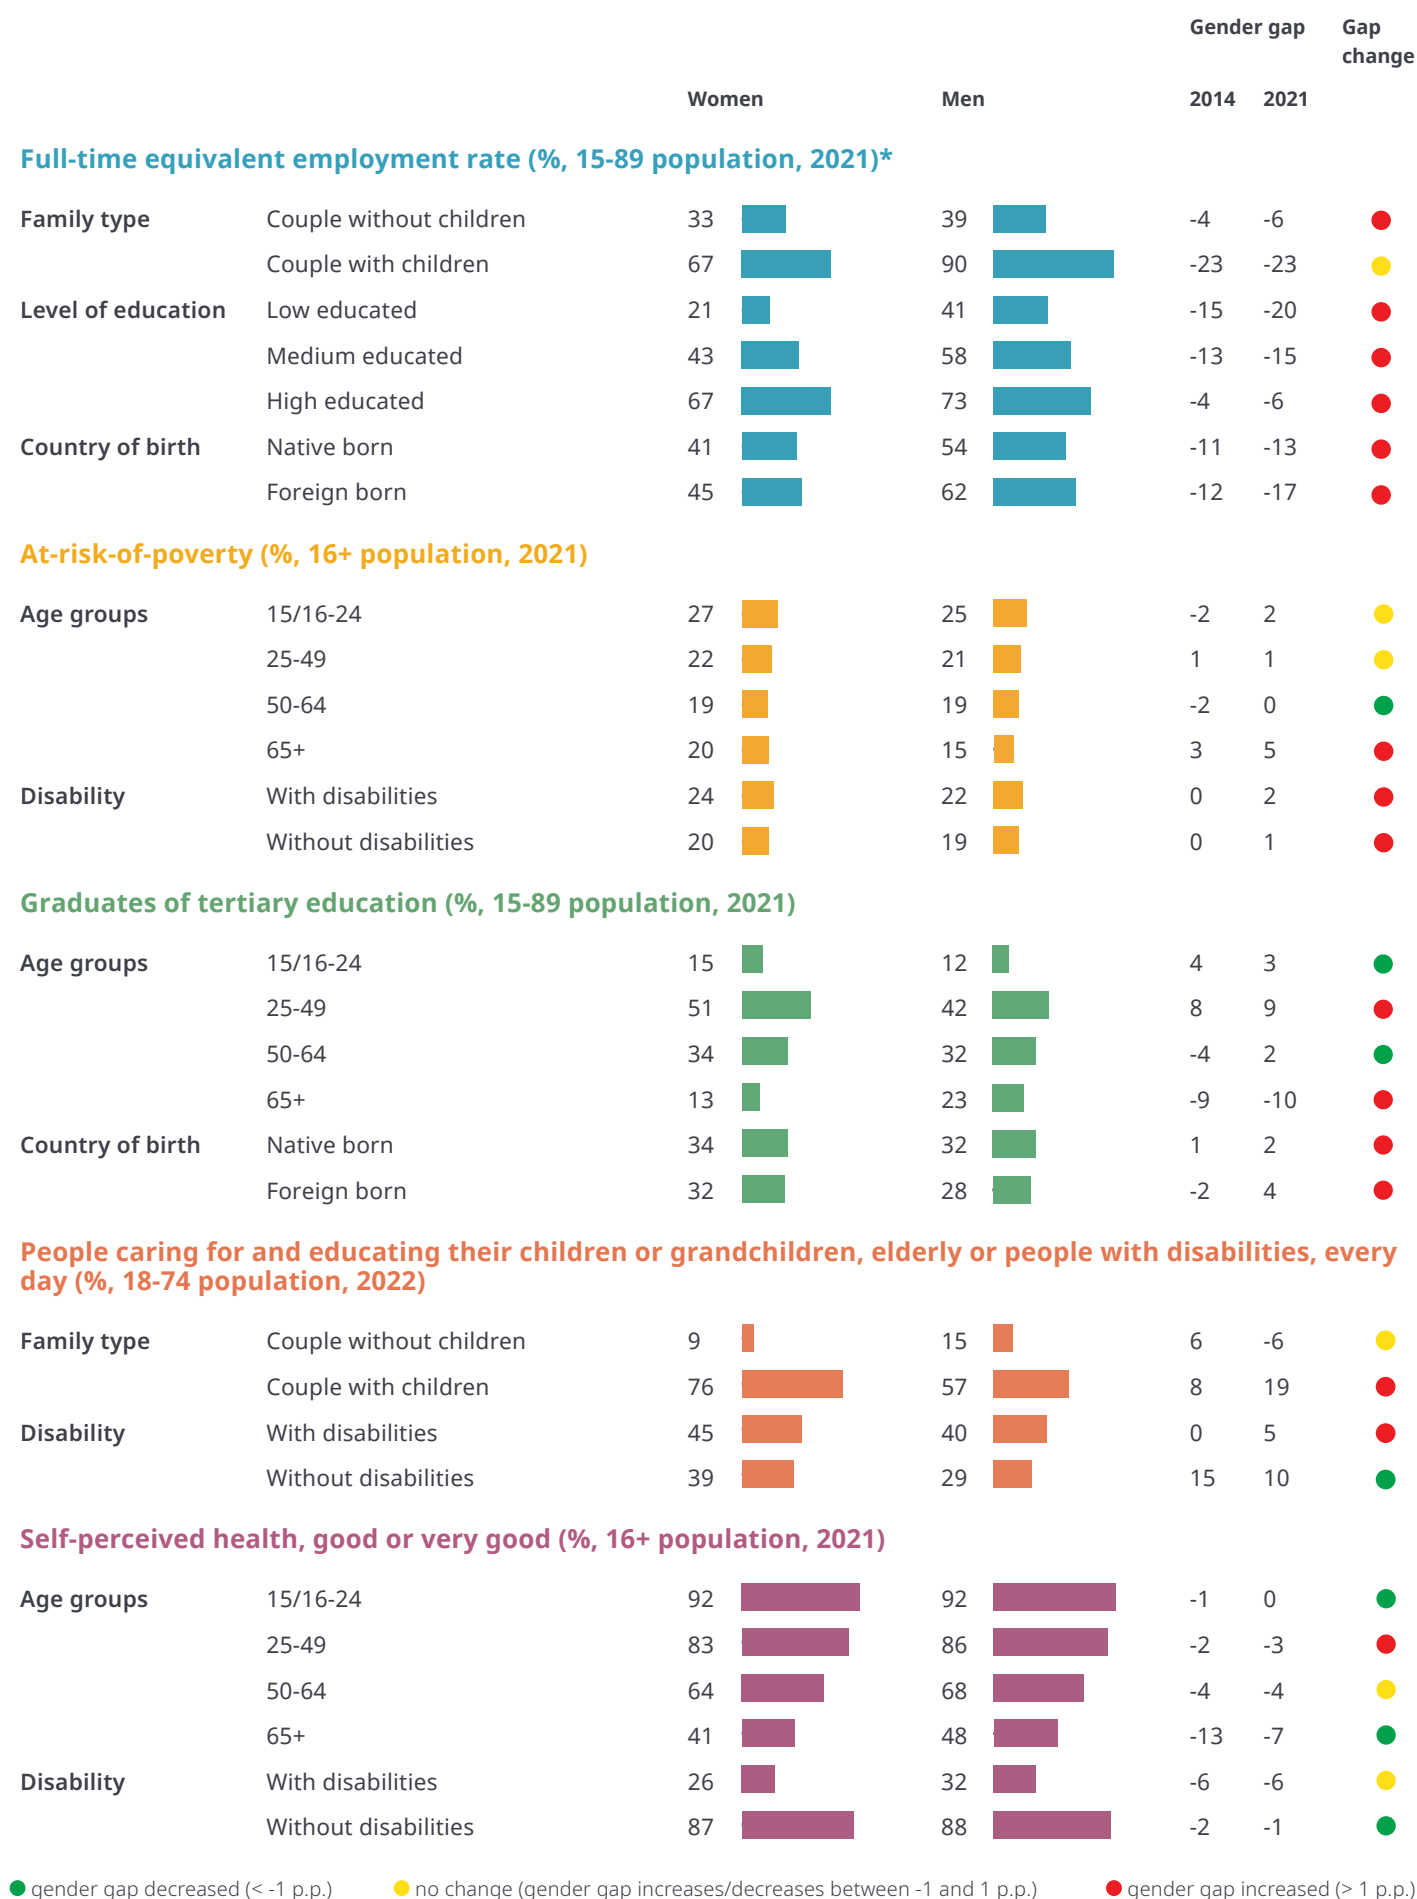 Gender gap Gap
change
Women Men 2014 2021
Full-time equivalent employment rate (%, 15-89 population, 2021)*
Family type Couple without children 33 39 -4 -6
Couple with children 67 90 -23 -23
Level of education Low educated 21 41 -15 -20
Medium educated 43 58 -13 -15
High educated 67 73 -4 -6
Country of birth Native born 41 54 -11 -13
Foreign born 45 62 -12 -17
At-risk-of-poverty (%, 16+ population, 2021)
Age groups 15/16-24 27 25 -2 2
25-49 22 21 1 1
50-64 19 19 -2 0
65+ 20 15 3 5
Disability With disabilities 24 22 0 2
Without disabilities 20 19 0 1
Graduates of tertiary education (%, 15-89 population, 2021)
Age groups 15/16-24 15 12 4 3
25-49 51 42 8 9
50-64 34 32 -4 2
65+ 13 23 -9 -10
Country of birth Native born 34 32 1 2
Foreign born 32 28 -2 4
People caring for and educating their children or grandchildren, elderly or people with disabilities, every
day (%, 18-74 population, 2022)
Family type Couple without children 9 15 6 -6
Couple with children 76 57 8 19
Disability With disabilities 45 40 0 5
Without disabilities 39 29 15 10
Self-perceived health, good or very good (%, 16+ population, 2021)
Age groups 15/16-24 92 92 -1 0
25-49 83 86 -2 -3
50-64 64 68 -4 -4
65+ 41 48 -13 -7
Disability With disabilities 26 32 -6 -6
Without disabilities 87 88 -2 -1
gender gap decreased (< -1 p.p.) no change (gender gap increases/decreases between -1 and 1 p.p.) gender gap increased (> 1 p.p.)